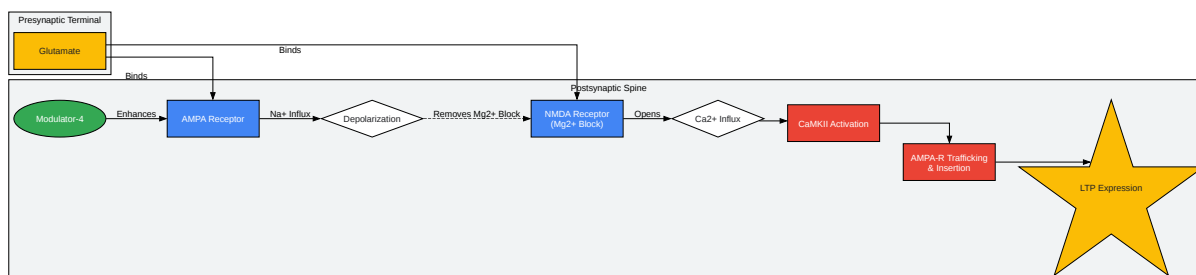 Presynaptic Terminal
Glutamate
Binds
Binds
Postsynaptic Spine
Modulator-4
Enhances
AMPA Receptor
Na+ Influx
Depolarization
Removes Mg2+ Block
NMDA Receptor
(Mg2+ Block)
Opens
Ca2+ Influx
CaMKII Activation
AMPA-R Trafficking
& Insertion
LTP Expression